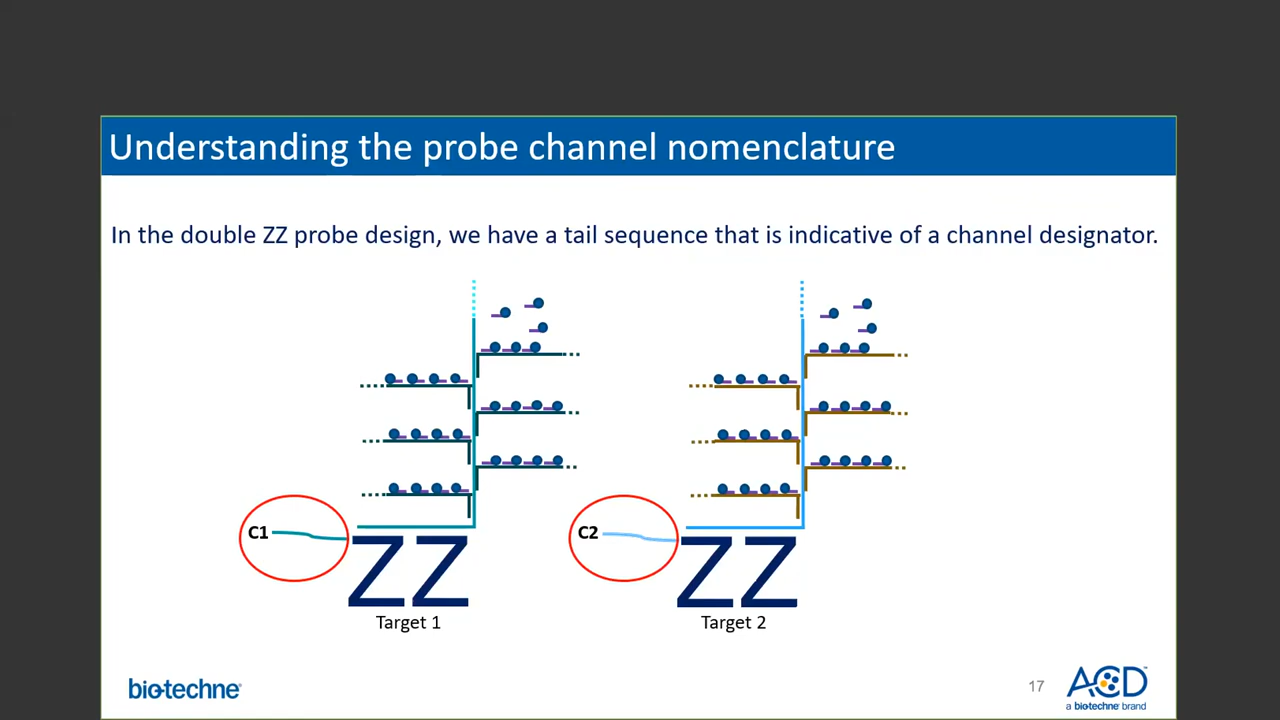 Understanding the probe channel nomenclature
In the double ZZ probe design, we have a tail sequence that is indicative of a channel designator.
C1
C2
ZZ
ZZ
Target 1
Target 2
bio-techne®
17
ACD™
a bio-techne® brand